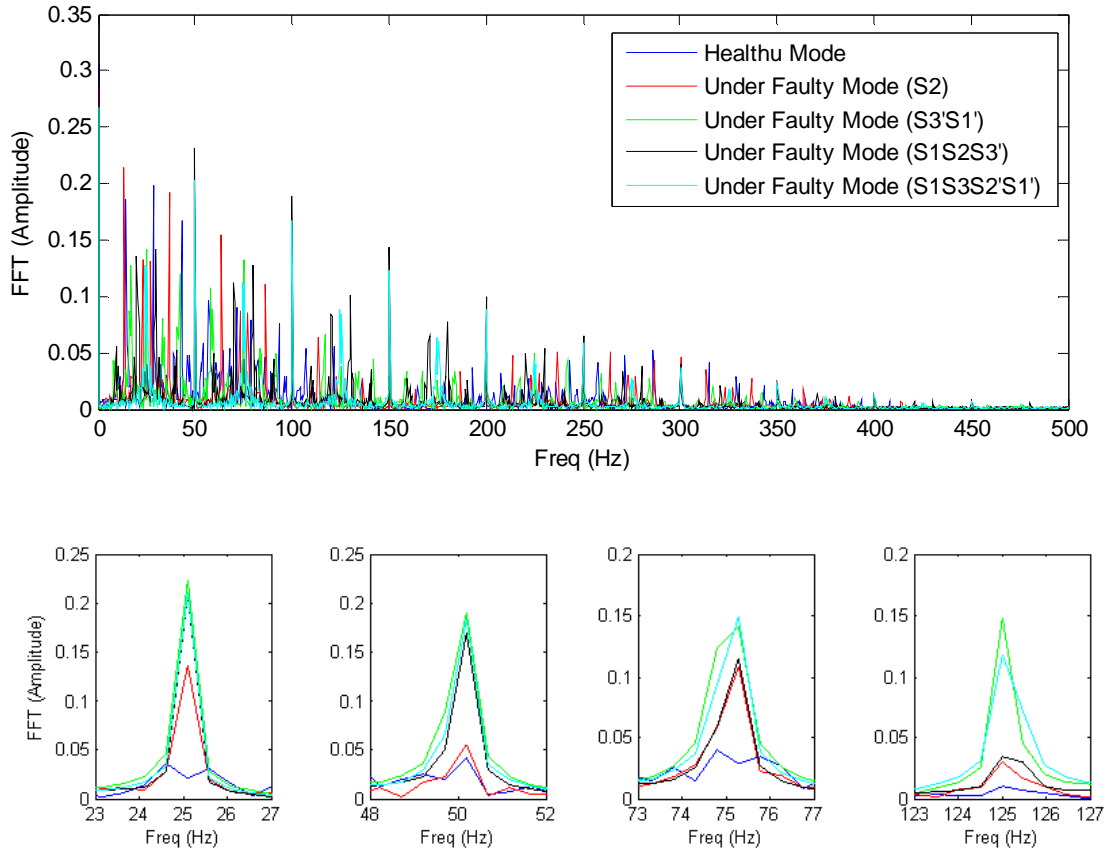 0.35
0.3
0.25
0.2
0.15
0.1
0.05
0
FFT (Amplitude)
0 50 100 150 200 250 300 350 400 450 500
Freq (Hz)
Healthu Mode
Under Faulty Mode (S2)
Under Faulty Mode (S3'S1')
Under Faulty Mode (S1S2S3')
Under Faulty Mode (S1S3S2'S1')
0.25
0.2
0.15
0.1
0.05
0
FFT (Amplitude)
23 24 25 26 27
Freq (Hz)
0.25
0.2
0.15
0.1
0.05
0
48 49 50 51 52
Freq (Hz)
0.2
0.15
0.1
0.05
0
73 74 75 76 77
Freq (Hz)
0.2
0.15
0.1
0.05
0
123 124 125 126 127
Freq (Hz)